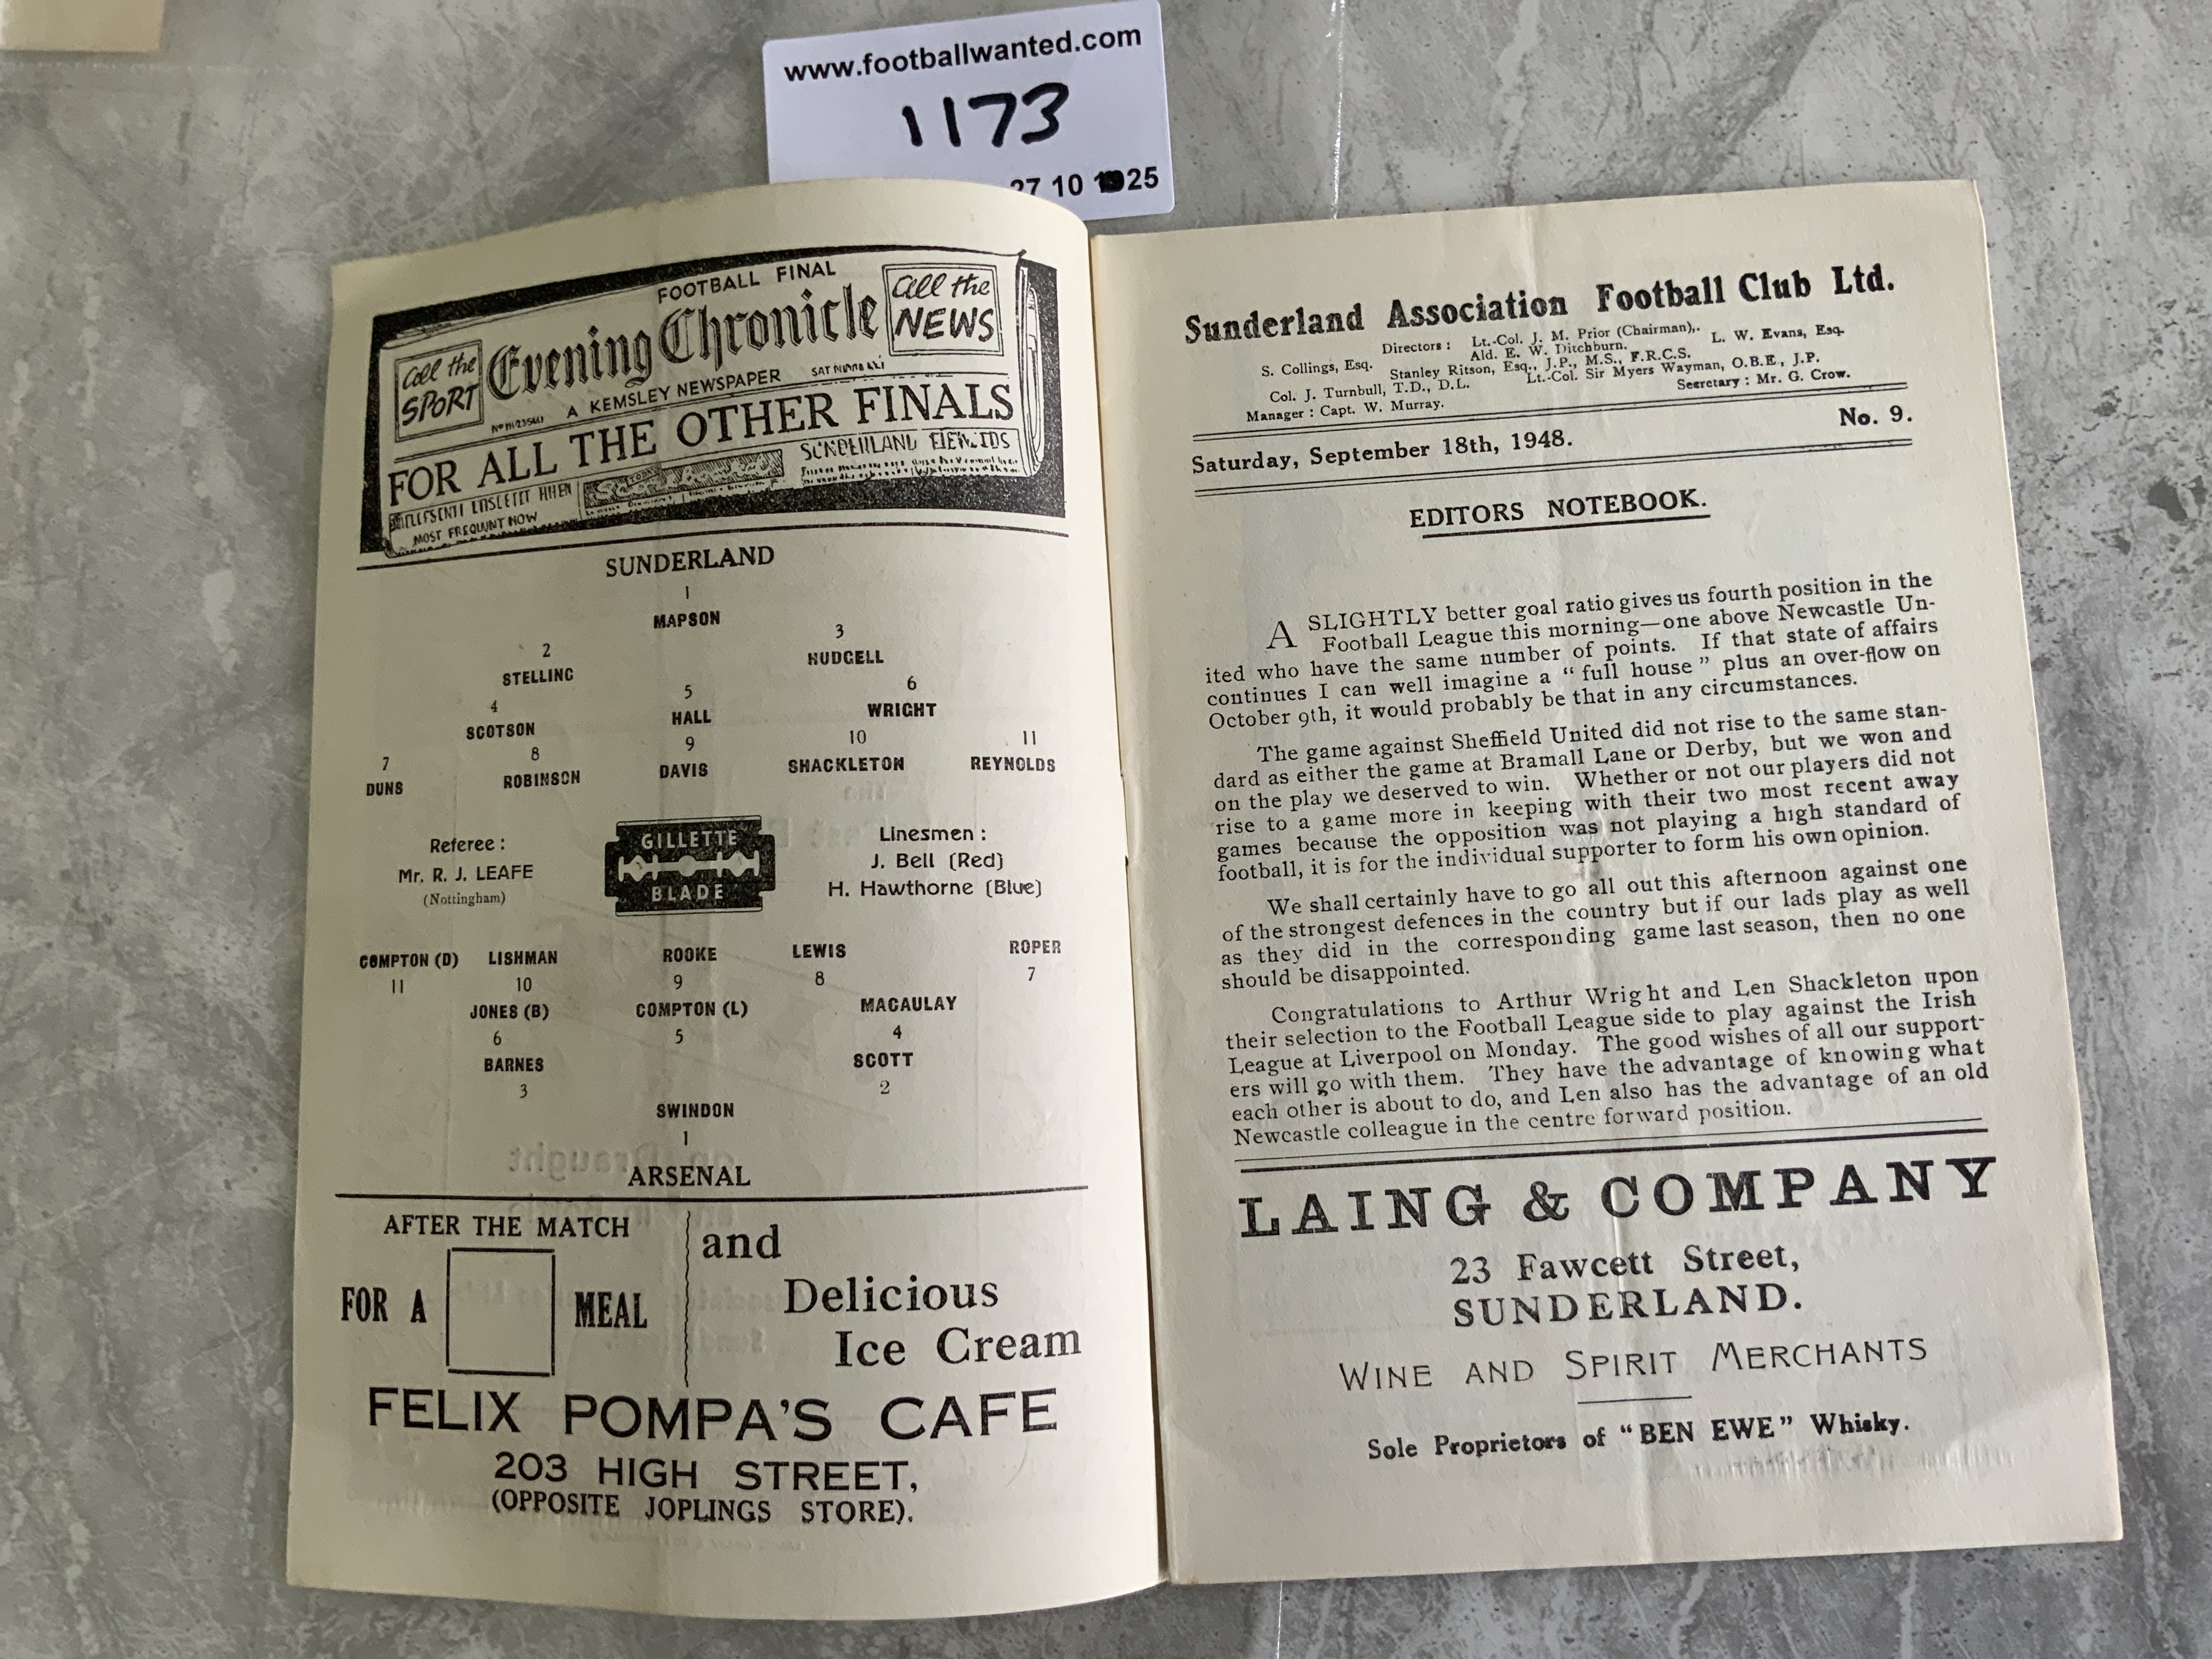 www.footballwanted.com
1173
27 10 25
FOOTBALL FINAL
Call the SPORT
Evening Chronicle
All the NEWS
A KEMSLEY NEWSPAPER
FOR ALL THE OTHER FINALS
MOST FREQUNT NOW
SUNDERLAND
1
MAPSON
2 3
STELLING HUDGELL
4 5 6
SCOTSON HALL WRIGHT
7 8 9 10 11
DUNS ROBINSON DAVIS SHACKLETON REYNOLDS
Referee :
Mr. R. J. LEAFE
(Nottingham)
GILLETTE
BLADE
Linesmen :
J. Bell (Red)
H. Hawthorne (Blue)
COMPTON (D) LISHMAN ROOKE LEWIS ROPER
11 10 9 8 7
JONES (B) COMPTON (L) MACAULAY
6 5 4
BARNES SCOTT
3 2
SWINDON
1
ARSENAL
AFTER THE MATCH
FOR A MEAL
and
Delicious
Ice Cream
FELIX POMPA'S CAFE
203 HIGH STREET,
(OPPOSITE JOPLINGS STORE).
Sunderland Association Football Club Ltd.
Directors : Lt.-Col. J. M. Prior (Chairman),.
S. Collings, Esq. Ald. E. W. Ditchburn. L. W. Evans, Esq.
Stanley Ritson, Esq., J.P., M.S., F.R.C.S.
Col. J. Turnbull, T.D., D.L. Lt.-Col. Sir Myers Wayman, O.B.E., J.P.
Manager : Capt. W. Murray. Secretary : Mr. G. Crow.
Saturday, September 18th, 1948. No. 9.
EDITORS NOTEBOOK.
A SLIGHTLY better goal ratio gives us fourth position in the
Football League this morning—one above Newcastle Un-
ited who have the same number of points. If that state of affairs
continues I can well imagine a “ full house ” plus an over-flow on
October 9th, it would probably be that in any circumstances.
The game against Sheffield United did not rise to the same stan-
dard as either the game at Bramall Lane or Derby, but we won and
on the play we deserved to win. Whether or not our players did not
rise to a game more in keeping with their two most recent away
games because the opposition was not playing a high standard of
football, it is for the individual supporter to form his own opinion.
We shall certainly have to go all out this afternoon against one
of the strongest defences in the country but if our lads play as well
as they did in the corresponding game last season, then no one
should be disappointed.
Congratulations to Arthur Wright and Len Shackleton upon
their selection to the Football League side to play against the Irish
League at Liverpool on Monday. The good wishes of all our support-
ers will go with them. They have the advantage of knowing what
each other is about to do, and Len also has the advantage of an old
Newcastle colleague in the centre forward position.
LAING & COMPANY
23 Fawcett Street,
SUNDERLAND.
WINE AND SPIRIT MERCHANTS
Sole Proprietors of “BEN EWE” Whisky.